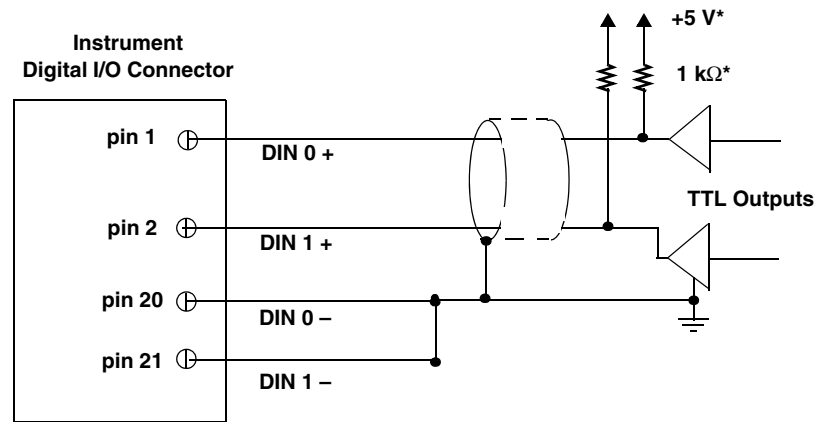 +5 V*
Instrument
Digital I/O Connector
1 kΩ*
pin 1
DIN 0 +
TTL Outputs
pin 2
DIN 1 +
pin 20
DIN 0 –
pin 21
DIN 1 –